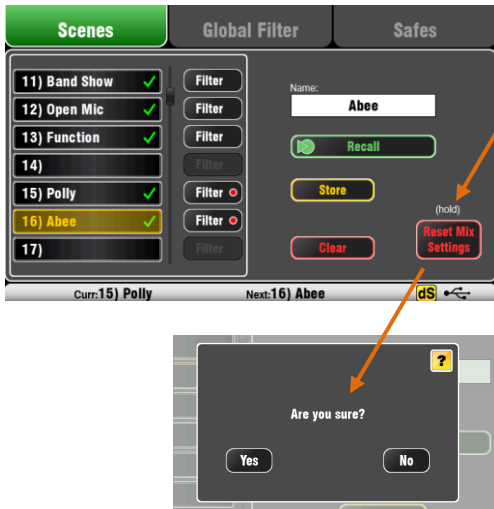 Scenes
Global Filter
Safes
11) Band Show
Filter
12) Open Mic
Filter
13) Function
Filter
14)
Filter
15) Polly
Filter
16) Abee
Filter
17)
Filter
Name:
Abee
Recall
Store
Clear
(hold)
Reset Mix
Settings
Curr:15) Polly
Next:16) Abee
dS
?
Are you sure?
Yes
No